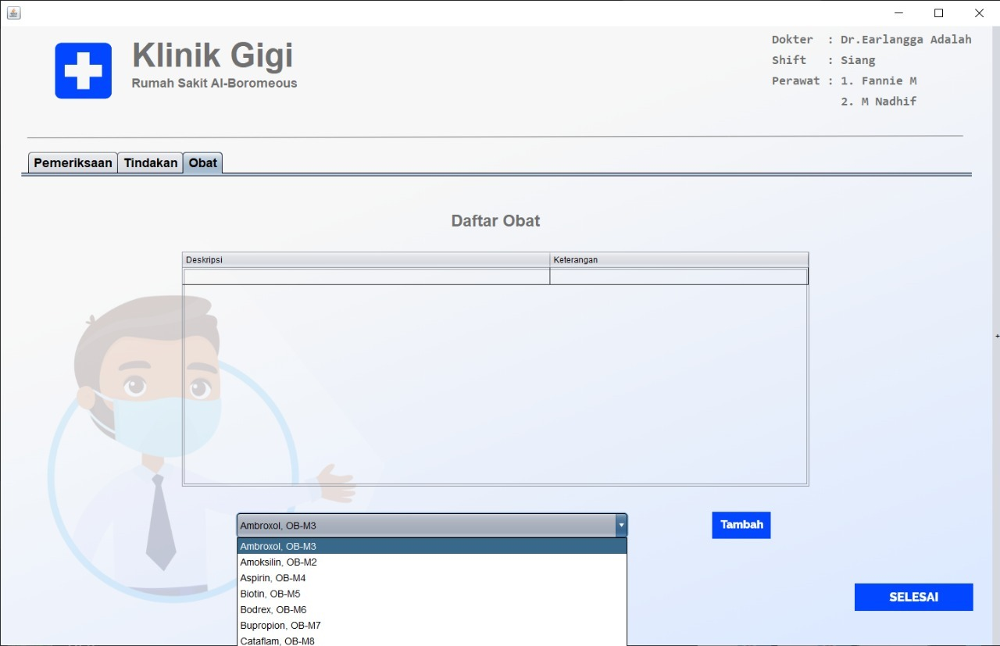 Klinik Gigi
Rumah Sakit Al-Boromeous
Dokter : Dr.Earlangga Adalah
Shift : Siang
Perawat : 1. Fannie M
2. M Nadhif
Pemeriksaan Tindakan Obat
Daftar Obat
Deskripsi Keterangan
Ambroxol, OB-M3
Tambah
Ambroxol, OB-M3
Amoksilin, OB-M2
Aspirin, OB-M4
Biotin, OB-M5
Bodrex, OB-M6
Bupropion, OB-M7
Cataflam, OB-M8
SELESAI